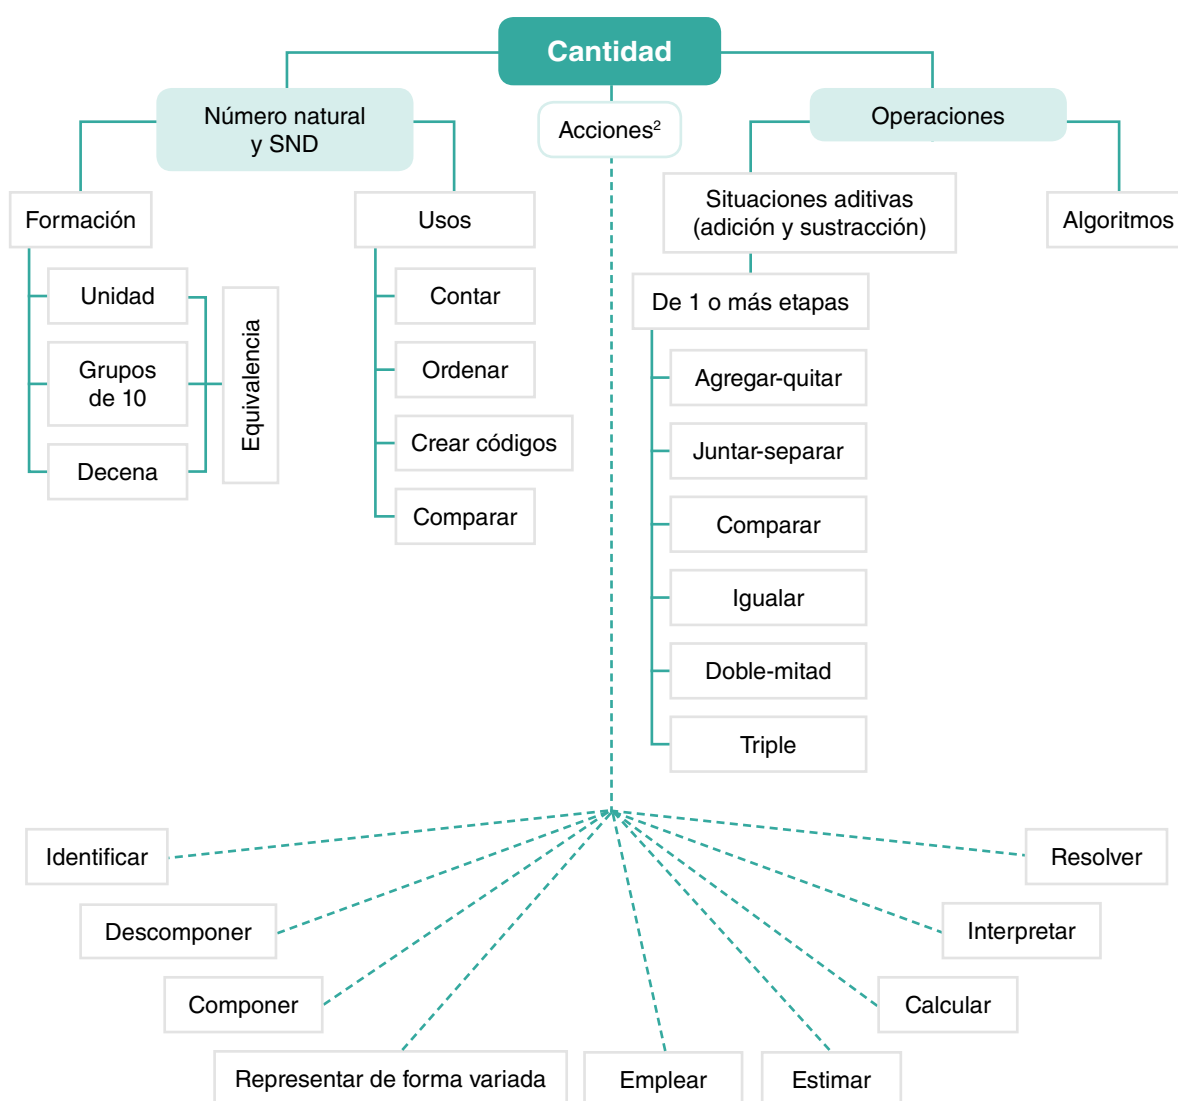 Cantidad
Número natural
y SND
Acciones²
Operaciones
Formación
Usos
Situaciones aditivas
(adición y sustracción)
Algoritmos
Unidad
Grupos
de 10
Decena
Equivalencia
Contar
Ordenar
Crear códigos
Comparar
De 1 o más etapas
Agregar-quitar
Juntar-separar
Comparar
Igualar
Doble-mitad
Triple
Identificar
Descomponer
Componer
Representar de forma variada
Emplear
Estimar
Calcular
Interpretar
Resolver